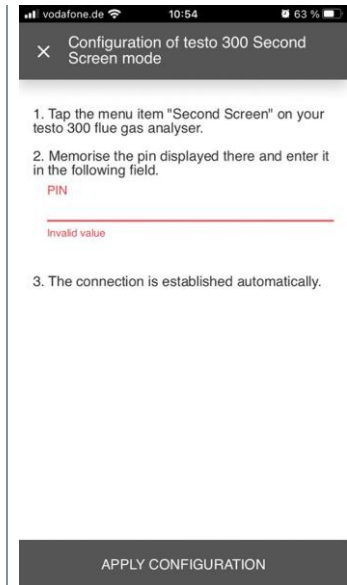 vodafone.de 10:54 63 %
Configuration of testo 300 Second
Screen mode
1. Tap the menu item "Second Screen" on your
testo 300 flue gas analyser.
2. Memorise the pin displayed there and enter it
in the following field.
PIN
Invalid value
3. The connection is established automatically.
APPLY CONFIGURATION